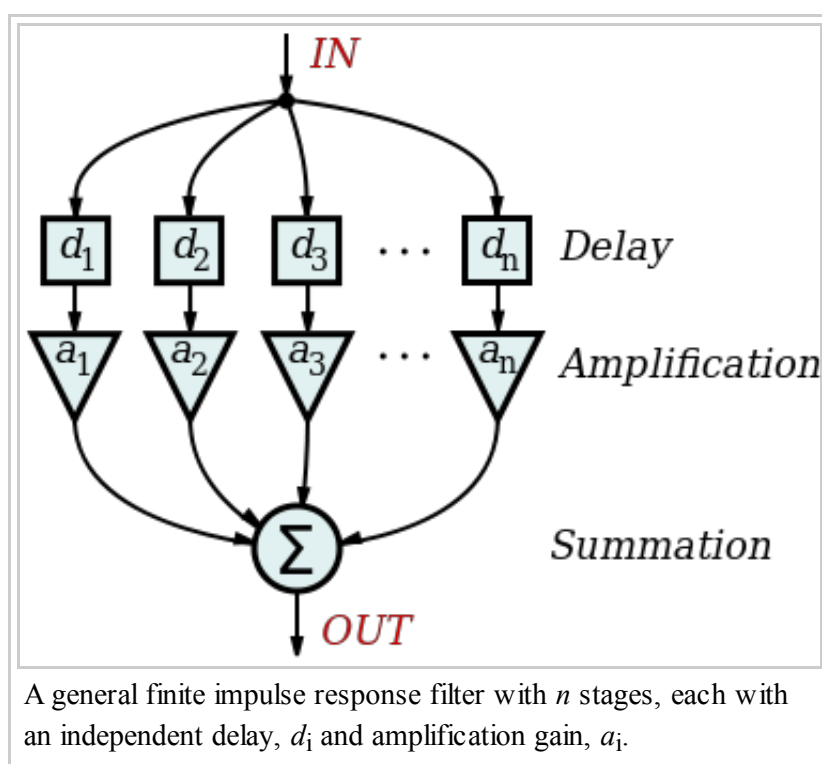 IN
d1 d2 d3 ... dn Delay
a1 a2 a3 ... an Amplification
Σ Summation
OUT
A general finite impulse response filter with n stages, each with
an independent delay, di and amplification gain, ai.